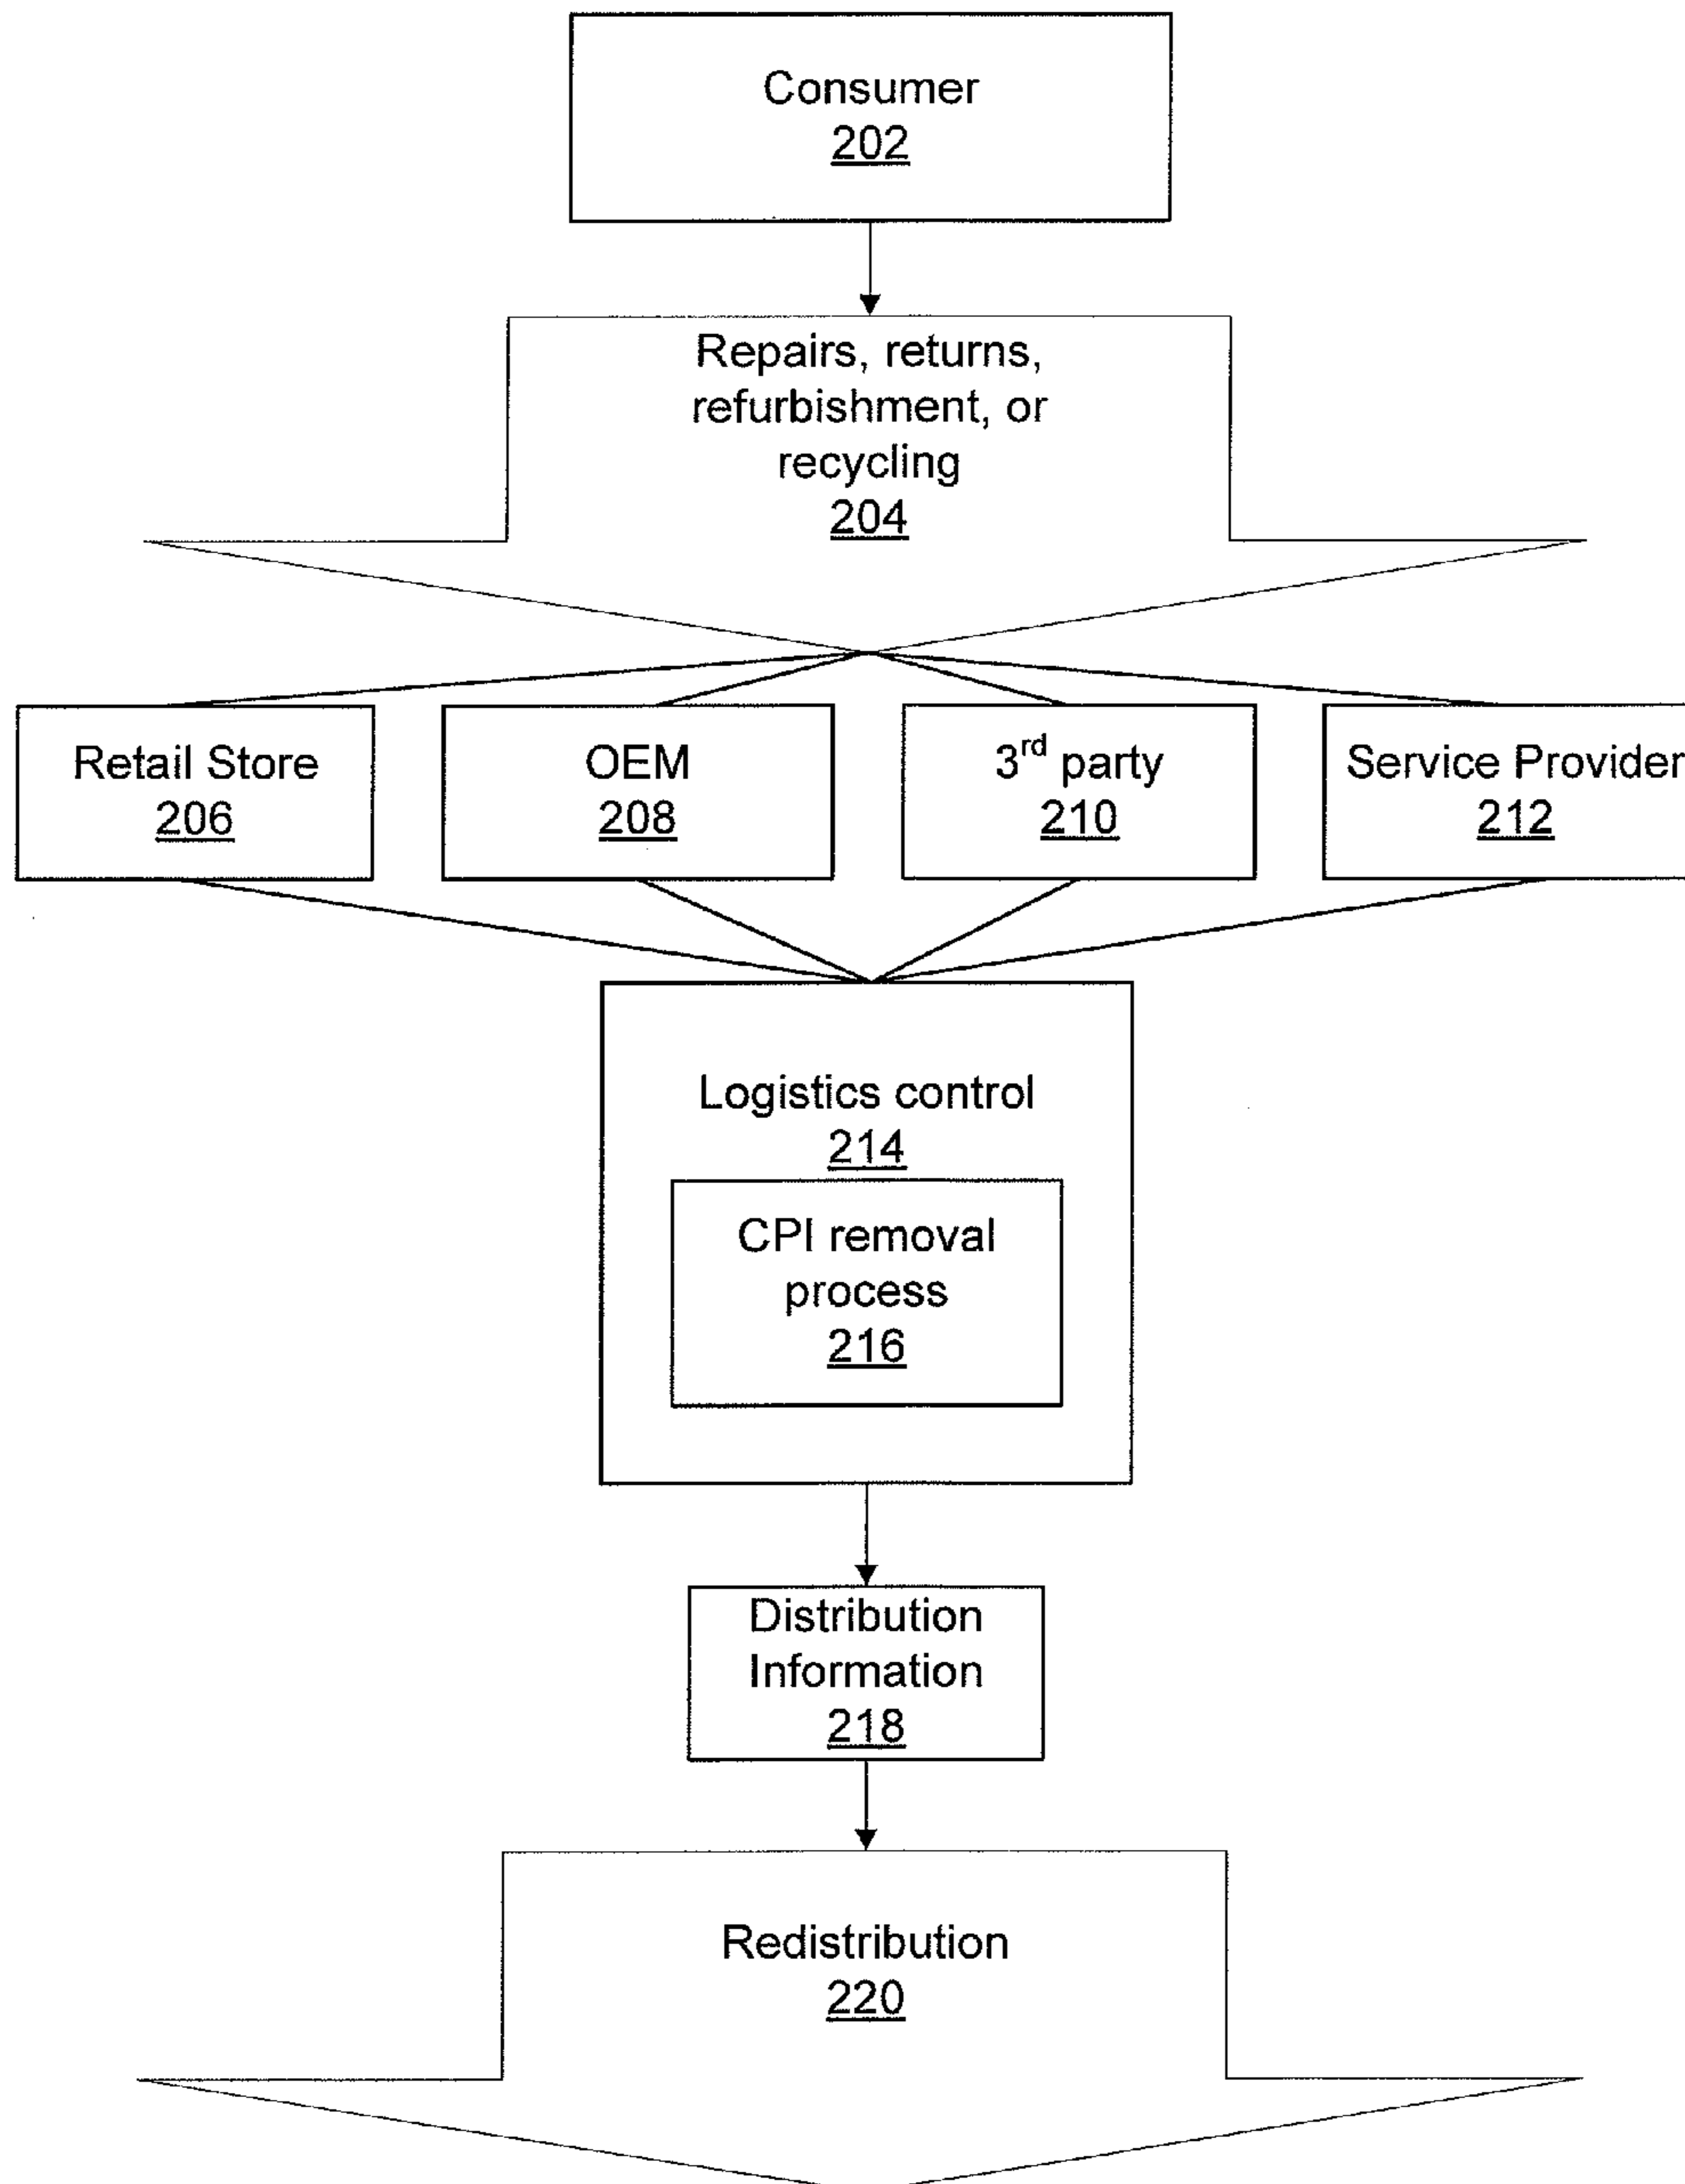 Consumer
202
Repairs, returns,
refurbishment, or
recycling
204
Retail Store
206
OEM
208
3rd party
210
Service Provider
212
Logistics control
214
CPI removal
process
216
Distribution
Information
218
Redistribution
220